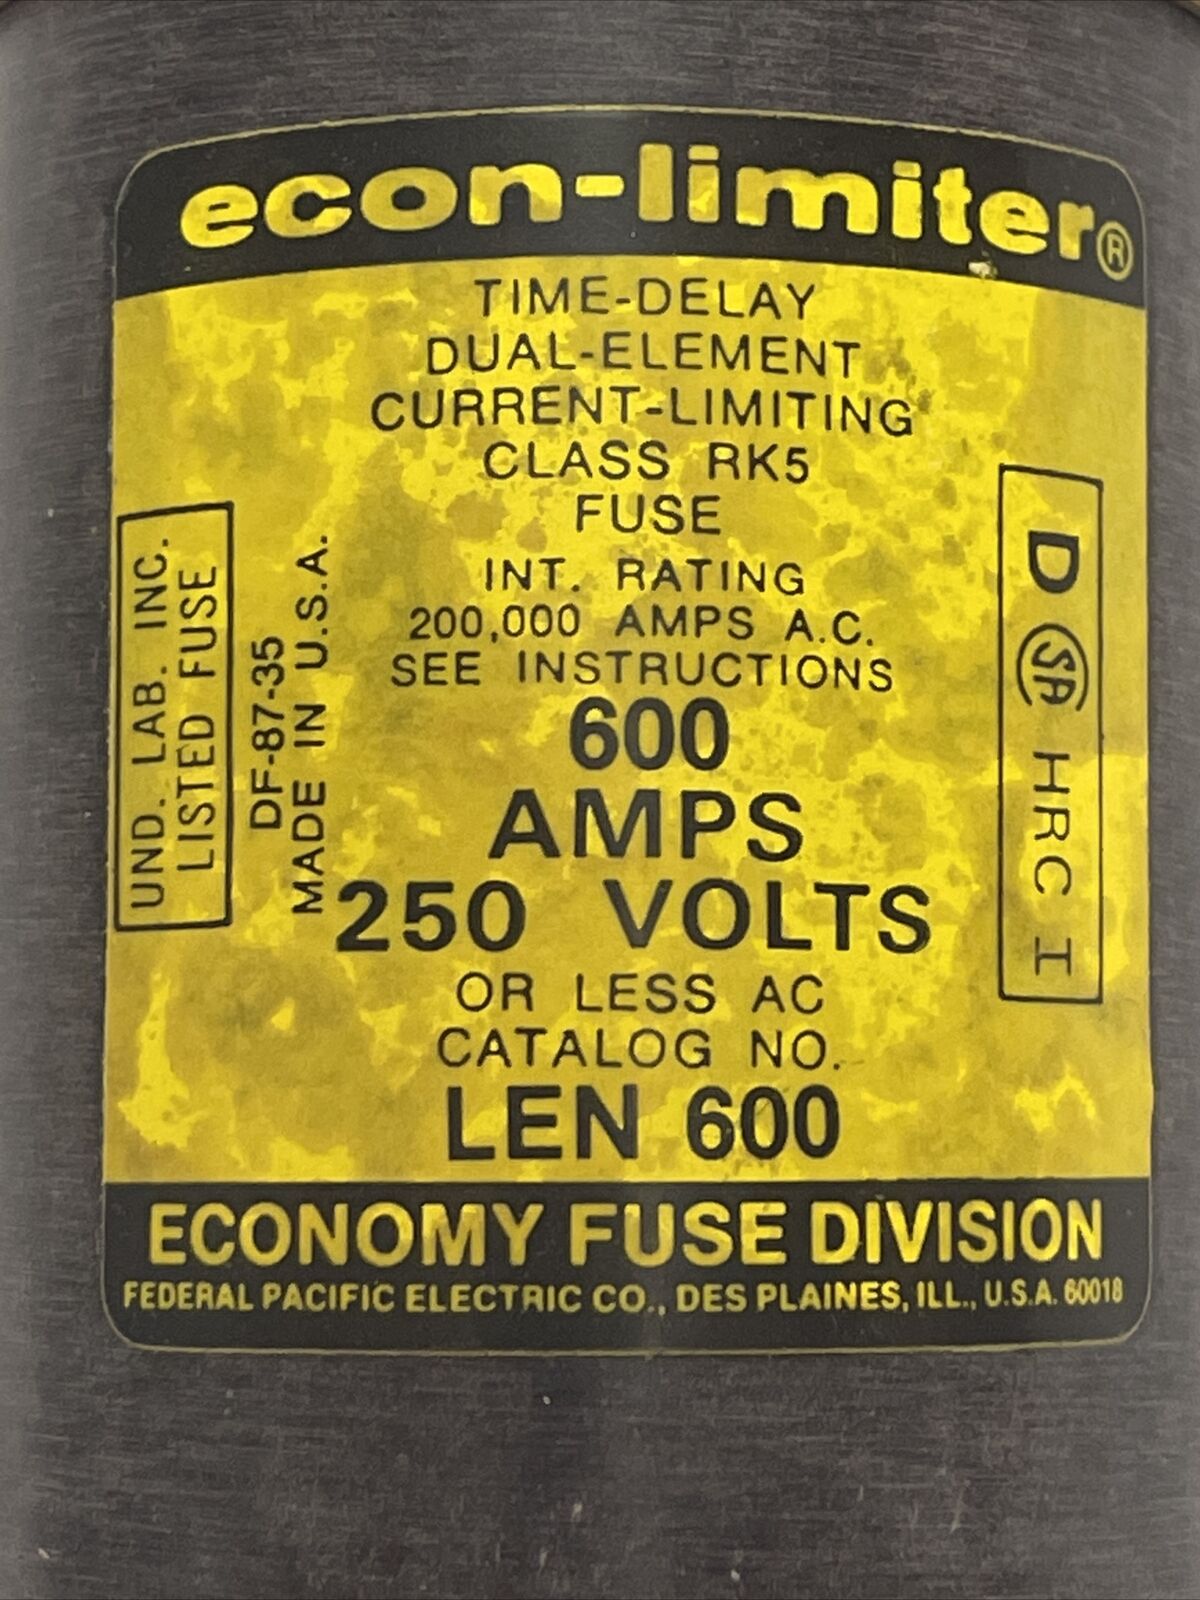 econ-limiter®
TIME-DELAY
DUAL-ELEMENT
CURRENT-LIMITING
CLASS RK5
FUSE
INT. RATING
200,000 AMPS A.C.
SEE INSTRUCTIONS
600
AMPS
250 VOLTS
OR LESS AC
CATALOG NO.
LEN 600
UND. LAB. INC.
LISTED FUSE
DF-87-35
MADE IN U.S.A.
D SA HRC I
ECONOMY FUSE DIVISION
FEDERAL PACIFIC ELECTRIC CO., DES PLAINES, ILL., U.S.A. 60018